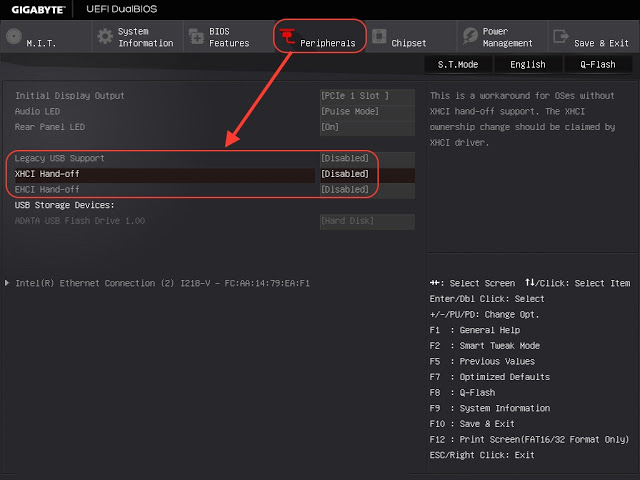 GIGABYTE™ UEFI DualBIOS
M.I.T.
System Information
BIOS Features
Peripherals
Chipset
Power Management
Save & Exit
S.T.Mode English Q-Flash
Initial Display Output [PCIe 1 Slot ]
Audio LED [Pulse Mode]
Rear Panel LED [On]
Legacy USB Support [Disabled]
XHCI Hand-off [Disabled]
EHCI Hand-off [Disabled]
USB Storage Devices:
ADATA USB Flash Drive 1.00 [Hard Disk]
Intel(R) Ethernet Connection (2) I218-V - FC:AA:14:79:EA:F1
This is a workaround for OSes without
XHCI hand-off support. The XHCI
ownership change should be claimed by
XHCI driver.
→←: Select Screen ↑↓/Click: Select Item
Enter/Dbl Click: Select
+/-/PU/PD: Change Opt.
F1 : General Help
F2 : Smart Tweak Mode
F5 : Previous Values
F7 : Optimized Defaults
F8 : Q-Flash
F9 : System Information
F10 : Save & Exit
F12 : Print Screen(FAT16/32 Format Only)
ESC/Right Click: Exit